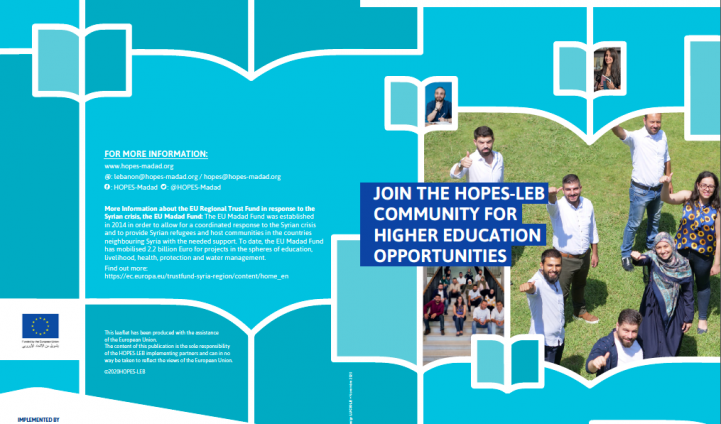 FOR MORE INFORMATION:
www.hopes-madad.org
@: lebanon@hopes-madad.org / hopes@hopes-madad.org
: HOPES-Madad : @HOPES-Madad
More Information about the EU Regional Trust Fund in response to the
Syrian crisis, the EU Madad Fund: The EU Madad Fund was established
in 2014 in order to allow for a coordinated response to the Syrian crisis
and to provide Syrian refugees and host communities in the countries
neighbouring Syria with the needed support. To date, the EU Madad Fund
has mobilised 2.2 billion Euro for projects in the spheres of education,
livelihood, health, protection and water management.
Find out more:
https://ec.europa.eu/trustfund-syria-region/content/home_en
This leaflet has been produced with the assistance
of the European Union.
The content of this publication is the sole responsibility
of the HOPES-LEB implementing partners and can in no
way be taken to reflect the views of the European Union.
©2020HOPES-LEB
IMPLEMENTED BY
JOIN THE HOPES-LEB
COMMUNITY FOR
HIGHER EDUCATION
OPPORTUNITIES